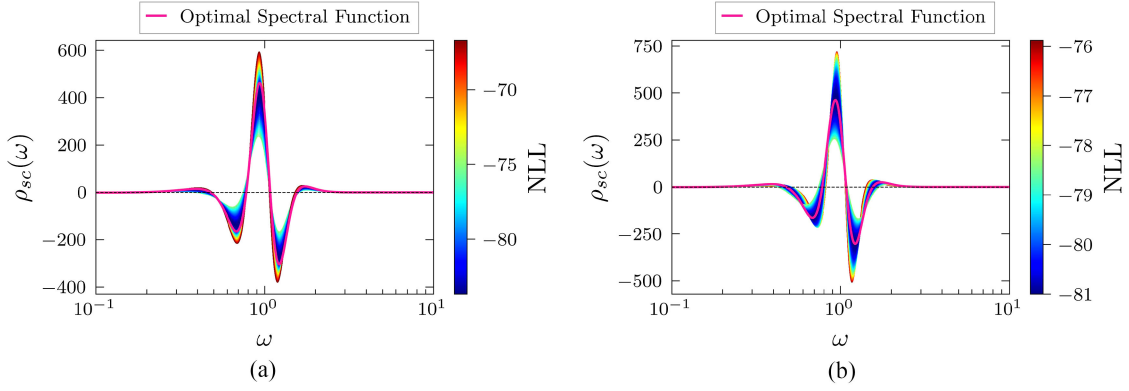 Optimal Spectral Function
600
400
200
0
−200
−400
ρsc(ω)
10⁻¹
10⁰
10¹
ω
−70
−75
−80
NLL
(a)
Optimal Spectral Function
750
500
250
0
−250
−500
ρsc(ω)
10⁻¹
10⁰
10¹
ω
−76
−77
−78
−79
−80
−81
NLL
(b)